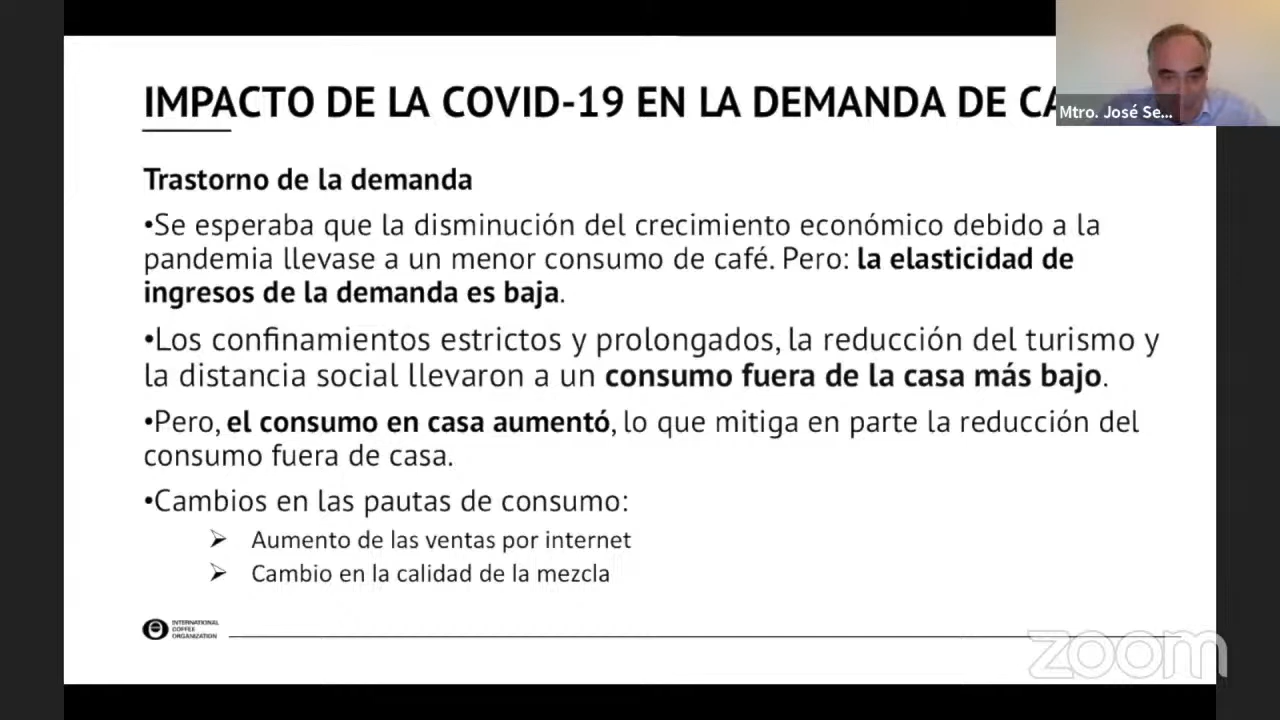 IMPACTO DE LA COVID-19 EN LA DEMANDA DE CA
Mtro. José Se...
Trastorno de la demanda
•Se esperaba que la disminución del crecimiento económico debido a la
pandemia llevase a un menor consumo de café. Pero: la elasticidad de
ingresos de la demanda es baja.
•Los confinamientos estrictos y prolongados, la reducción del turismo y
la distancia social llevaron a un consumo fuera de la casa más bajo.
•Pero, el consumo en casa aumentó, lo que mitiga en parte la reducción del
consumo fuera de casa.
•Cambios en las pautas de consumo:
➢ Aumento de las ventas por internet
➢ Cambio en la calidad de la mezcla
INTERNATIONAL
COFFEE
ORGANIZATION
zoom